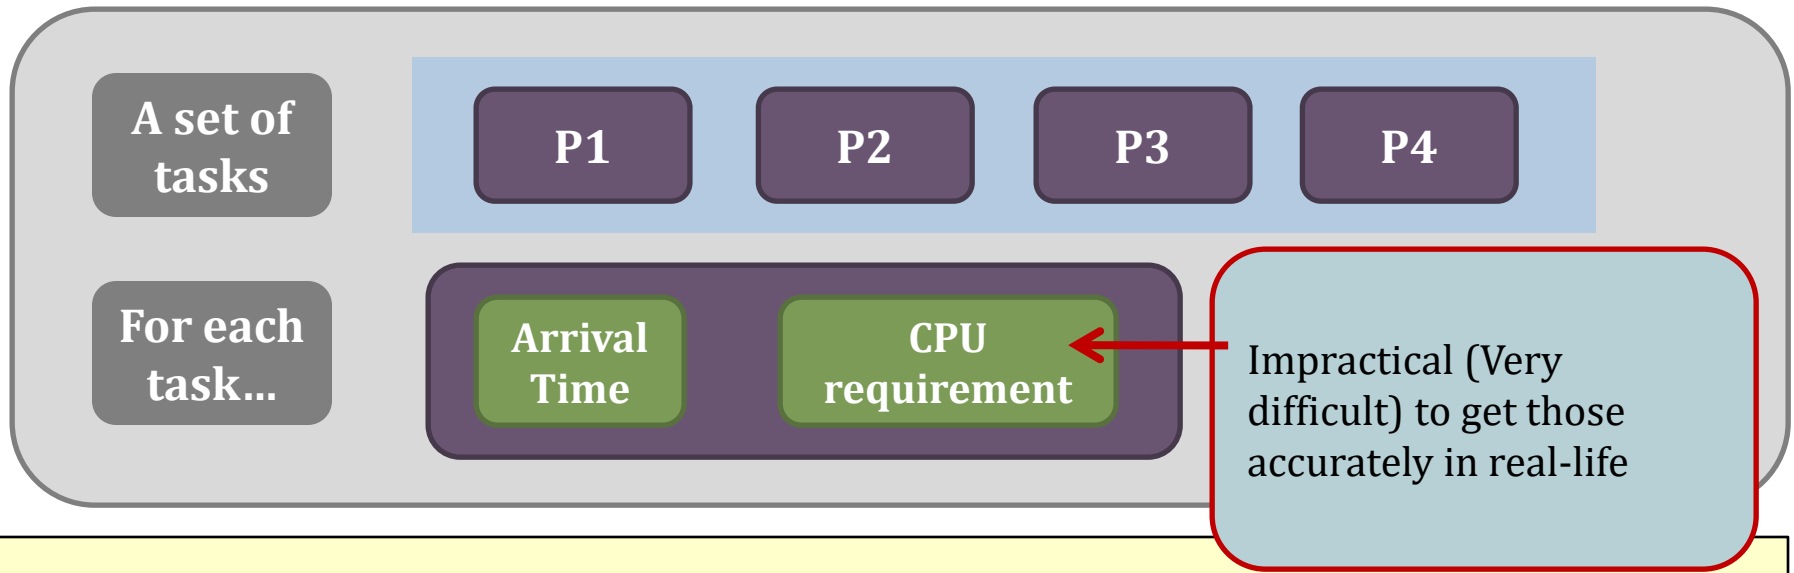 A set of
tasks
P1
P2
P3
P4
For each
task…
Arrival
Time
CPU
requirement
Impractical (Very
difficult) to get those
accurately in real-life